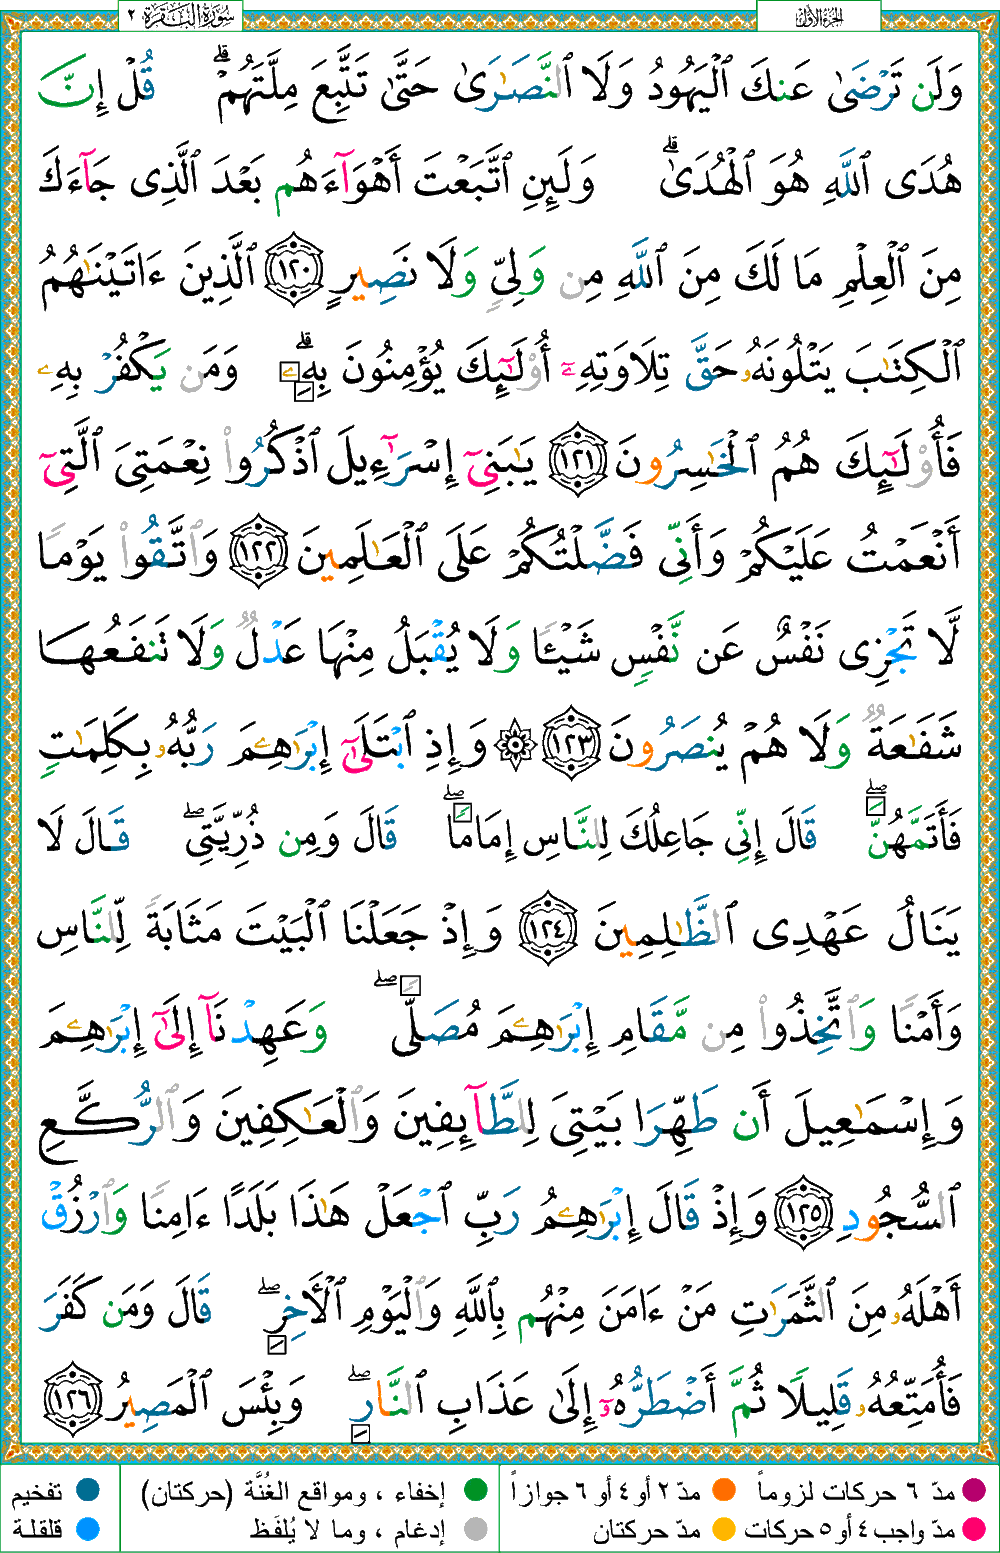 سُورَةُ البَقَرَة ٢
الجزء الأول
وَلَن تَرْضَىٰ عَنكَ ٱلْيَهُودُ وَلَا ٱلنَّصَـٰرَىٰ حَتَّىٰ تَتَّبِعَ مِلَّتَهُمْ ۗ قُلْ إِنَّ
هُدَى ٱللَّهِ هُوَ ٱلْهُدَىٰ ۗ وَلَئِنِ ٱتَّبَعْتَ أَهْوَآءَهُم بَعْدَ ٱلَّذِى جَآءَكَ
مِنَ ٱلْعِلْمِ مَا لَكَ مِنَ ٱللَّهِ مِن وَلِىٍّ وَلَا نَصِيرٍ ١٢٠ ٱلَّذِينَ ءَاتَيْنَـٰهُمُ
ٱلْكِتَـٰبَ يَتْلُونَهُۥ حَقَّ تِلَاوَتِهِۦٓ أُو۟لَـٰٓئِكَ يُؤْمِنُونَ بِهِۦ ۗ وَمَن يَكْفُرْ بِهِۦ
فَأُو۟لَـٰٓئِكَ هُمُ ٱلْخَـٰسِرُونَ ١٢١ يَـٰبَنِىٓ إِسْرَٰٓءِيلَ ٱذْكُرُوا۟ نِعْمَتِىَ ٱلَّتِىٓ
أَنْعَمْتُ عَلَيْكُمْ وَأَنِّى فَضَّلْتُكُمْ عَلَى ٱلْعَـٰلَمِينَ ١٢٢ وَٱتَّقُوا۟ يَوْمًا
لَّا تَجْزِى نَفْسٌ عَن نَّفْسٍ شَيْـًٔا وَلَا يُقْبَلُ مِنْهَا عَدْلٌ وَلَا تَنفَعُهَا
شَفَـٰعَةٌ وَلَا هُمْ يُنصَرُونَ ١٢٣ ۞ وَإِذِ ٱبْتَلَىٰٓ إِبْرَٰهِـۧمَ رَبُّهُۥ بِكَلِمَـٰتٍ
فَأَتَمَّهُنَّ ۖ قَالَ إِنِّى جَاعِلُكَ لِلنَّاسِ إِمَامًا ۖ قَالَ وَمِن ذُرِّيَّتِى ۖ قَالَ لَا
يَنَالُ عَهْدِى ٱلظَّـٰلِمِينَ ١٢٤ وَإِذْ جَعَلْنَا ٱلْبَيْتَ مَثَابَةً لِّلنَّاسِ
وَأَمْنًا وَٱتَّخِذُوا۟ مِن مَّقَامِ إِبْرَٰهِـۧمَ مُصَلًّى ۖ وَعَهِدْنَآ إِلَىٰٓ إِبْرَٰهِـۧمَ
وَإِسْمَـٰعِيلَ أَن طَهِّرَا بَيْتِىَ لِلطَّآئِفِينَ وَٱلْعَـٰكِفِينَ وَٱلرُّكَّعِ
ٱلسُّجُودِ ١٢٥ وَإِذْ قَالَ إِبْرَٰهِـۧمُ رَبِّ ٱجْعَلْ هَـٰذَا بَلَدًا ءَامِنًا وَٱرْزُقْ
أَهْلَهُۥ مِنَ ٱلثَّمَرَٰتِ مَنْ ءَامَنَ مِنْهُم بِٱللَّهِ وَٱلْيَوْمِ ٱلْـَٔاخِرِ ۖ قَالَ وَمَن كَفَرَ
فَأُمَتِّعُهُۥ قَلِيلًا ثُمَّ أَضْطَرُّهُۥٓ إِلَىٰ عَذَابِ ٱلنَّارِ ۖ وَبِئْسَ ٱلْمَصِيرُ ١٢٦
مدّ ٦ حركات لزوماً مدّ ٢ أو ٤ أو ٦ جوازاً إخفاء ، ومواقع الغُنَّة (حركتان) تفخيم
مدّ واجب ٤ أو ٥ حركات مدّ حركتان إدغام ، وما لا يُلفَظ قلقلة